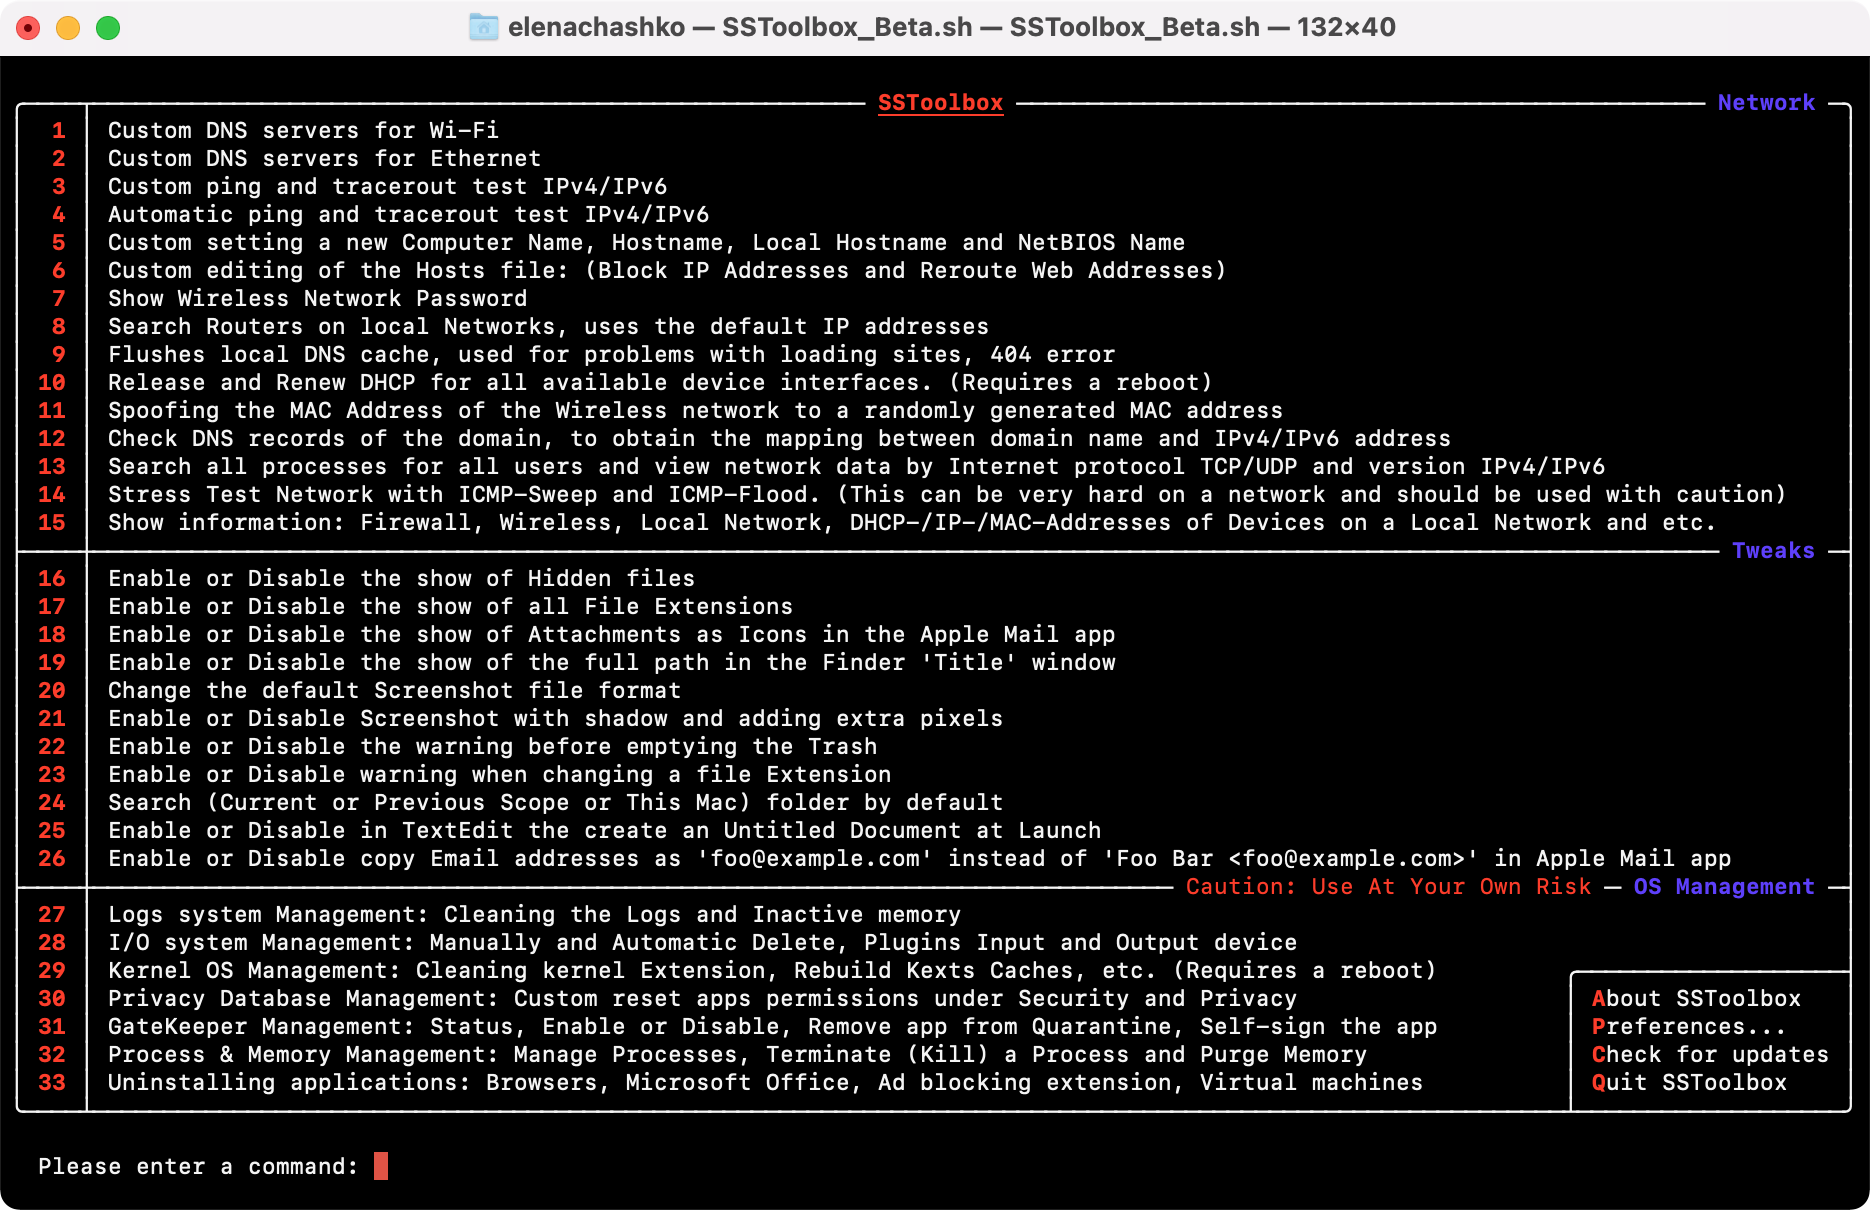 elenachashko — SSToolbox_Beta.sh — SSToolbox_Beta.sh — 132×40
SSToolbox Network
1 Custom DNS servers for Wi-Fi
2 Custom DNS servers for Ethernet
3 Custom ping and tracerout test IPv4/IPv6
4 Automatic ping and tracerout test IPv4/IPv6
5 Custom setting a new Computer Name, Hostname, Local Hostname and NetBIOS Name
6 Custom editing of the Hosts file: (Block IP Addresses and Reroute Web Addresses)
7 Show Wireless Network Password
8 Search Routers on local Networks, uses the default IP addresses
9 Flushes local DNS cache, used for problems with loading sites, 404 error
10 Release and Renew DHCP for all available device interfaces. (Requires a reboot)
11 Spoofing the MAC Address of the Wireless network to a randomly generated MAC address
12 Check DNS records of the domain, to obtain the mapping between domain name and IPv4/IPv6 address
13 Search all processes for all users and view network data by Internet protocol TCP/UDP and version IPv4/IPv6
14 Stress Test Network with ICMP-Sweep and ICMP-Flood. (This can be very hard on a network and should be used with caution)
15 Show information: Firewall, Wireless, Local Network, DHCP-/IP-/MAC-Addresses of Devices on a Local Network and etc.
Tweaks
16 Enable or Disable the show of Hidden files
17 Enable or Disable the show of all File Extensions
18 Enable or Disable the show of Attachments as Icons in the Apple Mail app
19 Enable or Disable the show of the full path in the Finder 'Title' window
20 Change the default Screenshot file format
21 Enable or Disable Screenshot with shadow and adding extra pixels
22 Enable or Disable the warning before emptying the Trash
23 Enable or Disable warning when changing a file Extension
24 Search (Current or Previous Scope or This Mac) folder by default
25 Enable or Disable in TextEdit the create an Untitled Document at Launch
26 Enable or Disable copy Email addresses as 'foo@example.com' instead of 'Foo Bar <foo@example.com>' in Apple Mail app
Caution: Use At Your Own Risk — OS Management
27 Logs system Management: Cleaning the Logs and Inactive memory
28 I/O system Management: Manually and Automatic Delete, Plugins Input and Output device
29 Kernel OS Management: Cleaning kernel Extension, Rebuild Kexts Caches, etc. (Requires a reboot)
30 Privacy Database Management: Custom reset apps permissions under Security and Privacy
31 GateKeeper Management: Status, Enable or Disable, Remove app from Quarantine, Self-sign the app
32 Process & Memory Management: Manage Processes, Terminate (Kill) a Process and Purge Memory
33 Uninstalling applications: Browsers, Microsoft Office, Ad blocking extension, Virtual machines
About SSToolbox
Preferences...
Check for updates
Quit SSToolbox
Please enter a command: